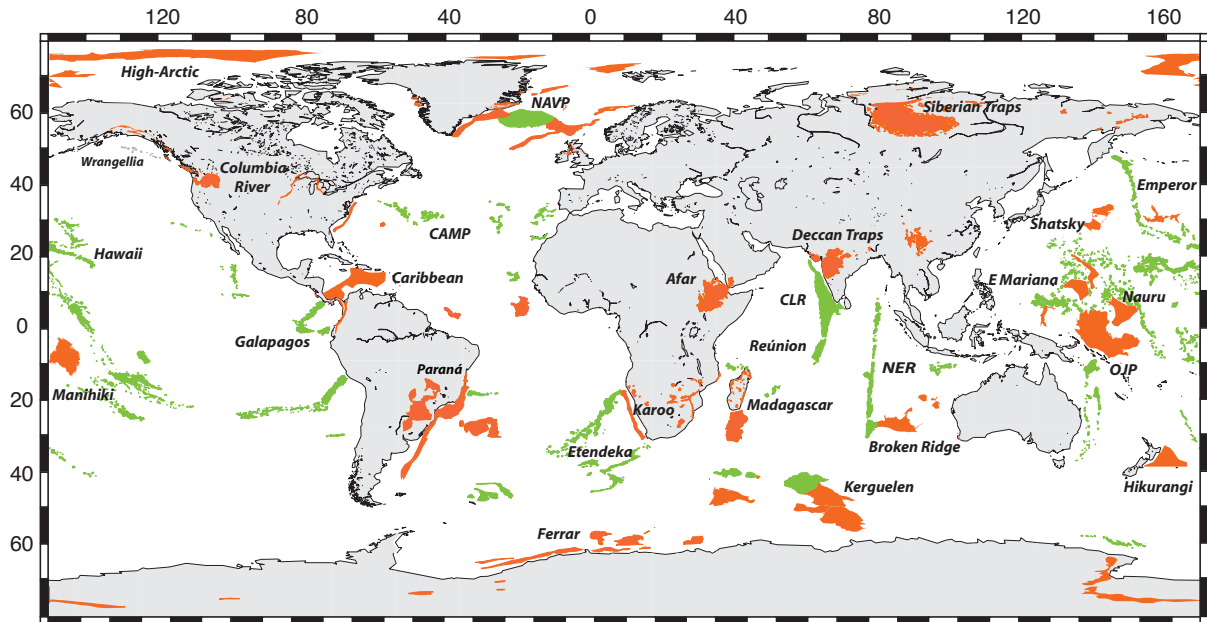 120 80 40 0 40 80 120 160
High-Arctic
NAVP
Siberian Traps
60
Wrangellia
Columbia
River
40
Emperor
CAMP
Shatsky
Deccan Traps
Hawaii
20
Caribbean
Afar
E Mariana
Nauru
CLR
0
Galapagos
Reúnion
NER
OJP
Paraná
Manihiki
20
Karoo
Madagascar
Etendeka
Broken Ridge
40
Kerguelen
Hikurangi
Ferrar
60